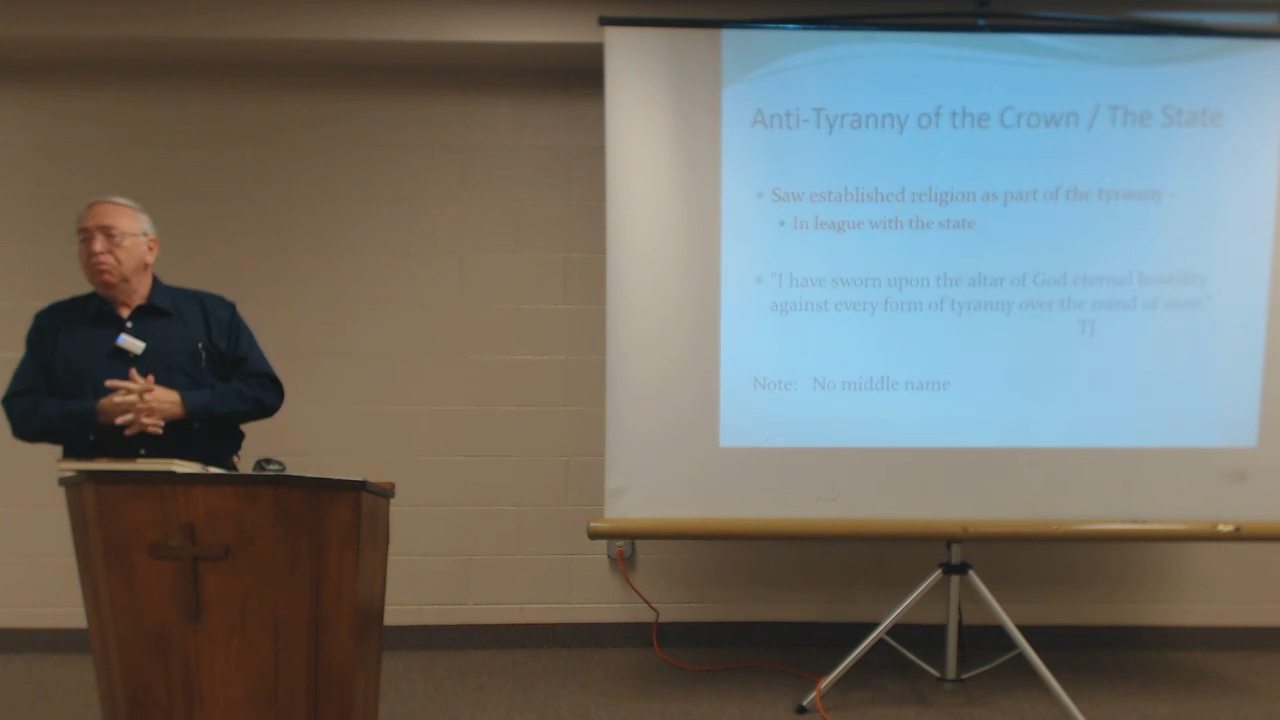 Anti-Tyranny of the Crown / The State
Saw established religion as part of the tyranny -
In league with the state
"I have sworn upon the altar of God eternal hostility
against every form of tyranny over the mind of man."
TJ
Note: No middle name